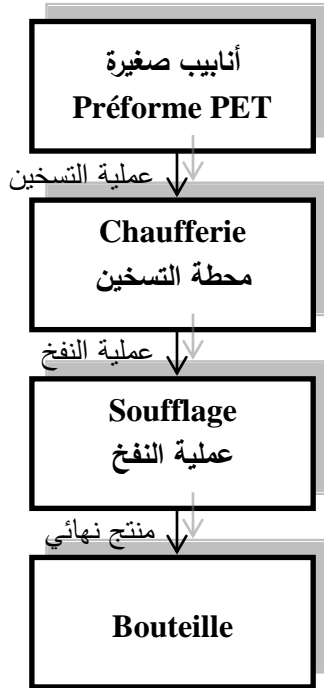 أنابيب صغيرة
Préforme PET
عملية التسخين
Chaufferie
محطة التسخين
عملية النفخ
Soufflage
عملية النفخ
منتج نهائي
Bouteille